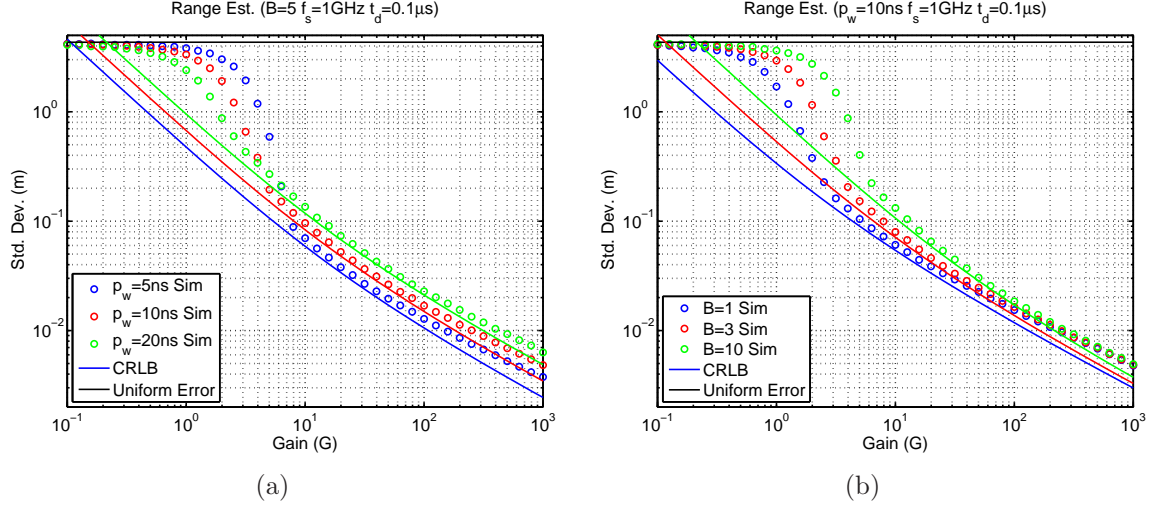 Range Est. (B=5 f_s=1GHz t_d=0.1μs)
Std. Dev. (m)
10^0
10^-1
10^-2
p_w=5ns Sim
p_w=10ns Sim
p_w=20ns Sim
CRLB
Uniform Error
10^-1 10^0 10^1 10^2 10^3
Gain (G)
(a)
Range Est. (p_w=10ns f_s=1GHz t_d=0.1μs)
Std. Dev. (m)
10^0
10^-1
10^-2
B=1 Sim
B=3 Sim
B=10 Sim
CRLB
Uniform Error
10^-1 10^0 10^1 10^2 10^3
Gain (G)
(b)